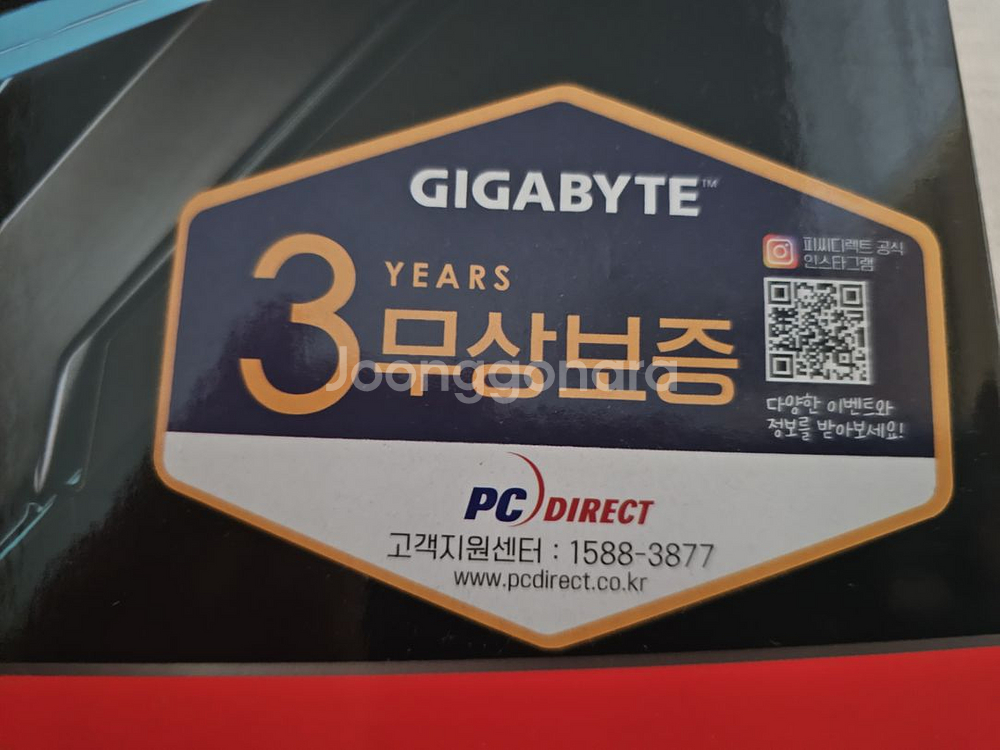 GIGABYTE™
3 YEARS
무상보증
피씨디렉트 공식
인스타그램
다양한 이벤트와
정보를 받아보세요!
Joonggonara
PC DIRECT
고객지원센터 : 1588-3877
www.pcdirect.co.kr